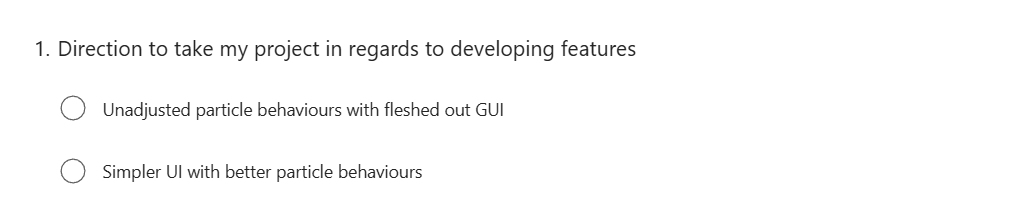 1. Direction to take my project in regards to developing features
Unadjusted particle behaviours with fleshed out GUI
Simpler UI with better particle behaviours